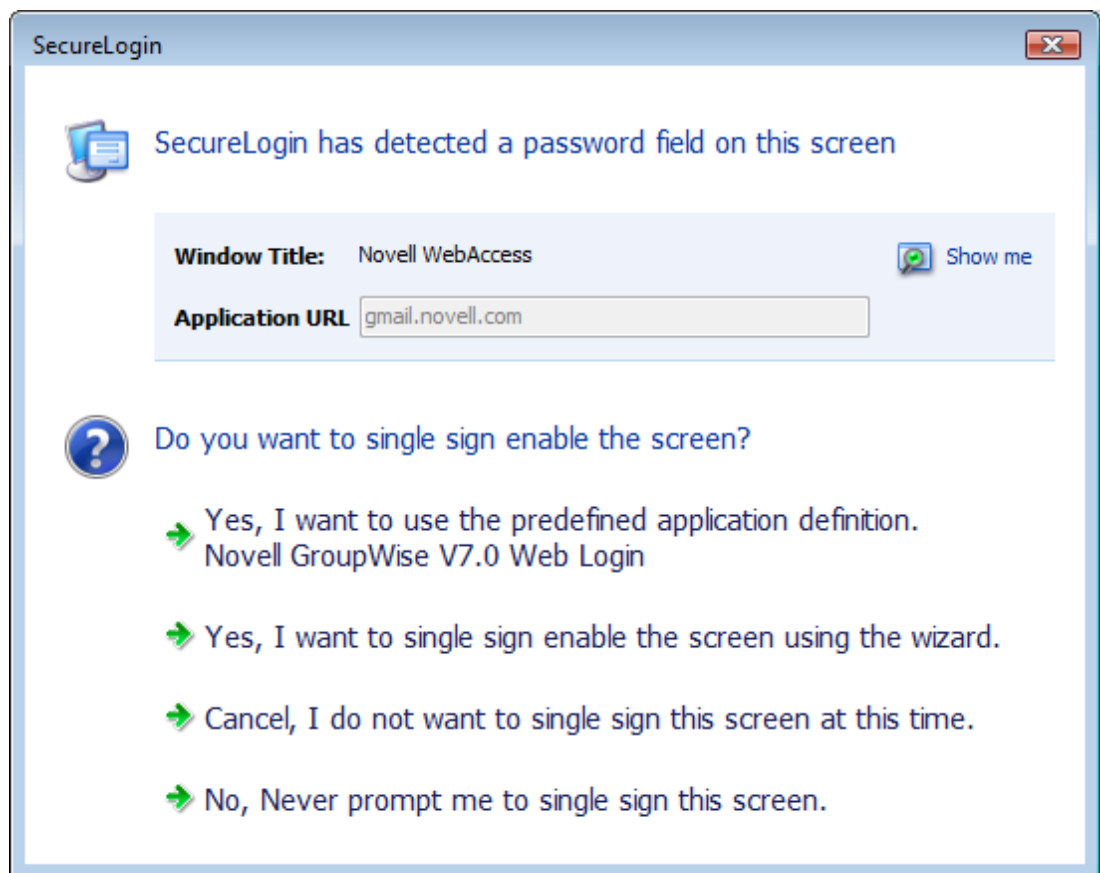 SecureLogin
SecureLogin has detected a password field on this screen
Window Title: Novell WebAccess Show me
Application URL gmail.novell.com
Do you want to single sign enable the screen?
Yes, I want to use the predefined application definition.
Novell GroupWise V7.0 Web Login
Yes, I want to single sign enable the screen using the wizard.
Cancel, I do not want to single sign this screen at this time.
No, Never prompt me to single sign this screen.